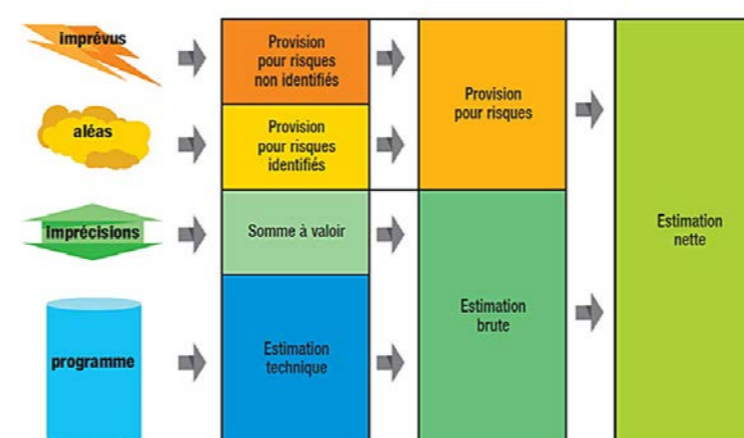 imprévus
Provision
pour risques
non identifiés
Provision
pour risques
aléas
Provision
pour risques
identifiés
Imprécisions
Somme à valoir
Estimation
nette
programme
Estimation
technique
Estimation
brute